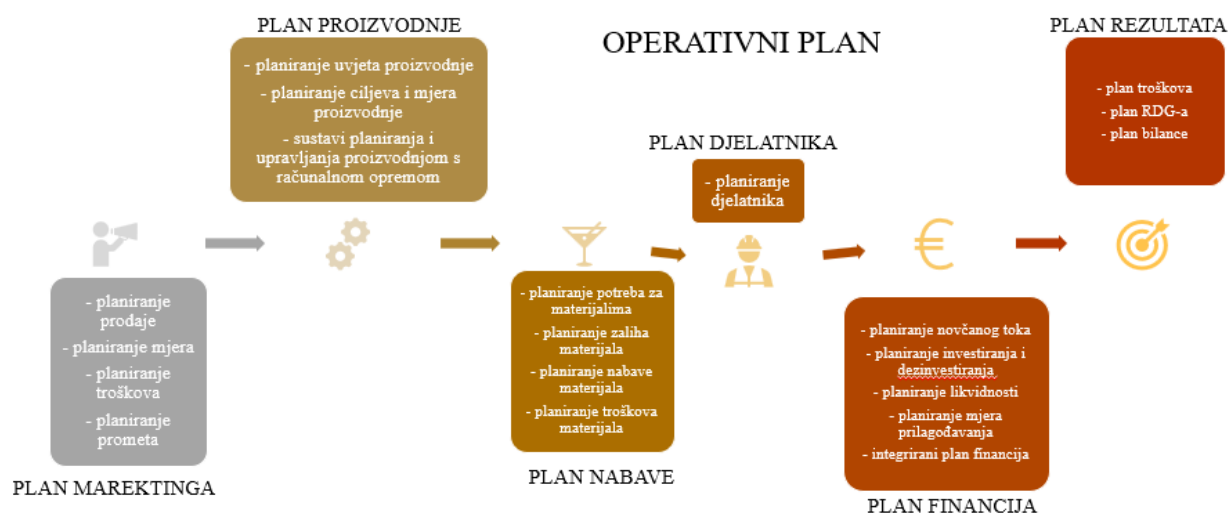 OPERATIVNI PLAN
PLAN MAREKTINGA
- planiranje
prodaje
- planiranje mjera
- planiranje
troškova
- planiranje
prometa
PLAN PROIZVODNJE
- planiranje uvjeta proizvodnje
- planiranje ciljeva i mjera
proizvodnje
- sustavi planiranja i
upravljanja proizvodnjom s
računalnom opremom
PLAN NABAVE
- planiranje potreba za
materijalima
- planiranje zaliha
materijala
- planiranje nabave
materijala
- planiranje troškova
materijala
PLAN DJELATNIKA
- planiranje
djelatnika
PLAN FINANCIJA
- planiranje novčanog toka
- planiranje investiranja i
dezinvestiranja
- planiranje likvidnosti
- planiranje mjera
prilagođavanja
- integrirani plan financija
PLAN REZULTATA
- plan troškova
- plan RDG-a
- plan bilance